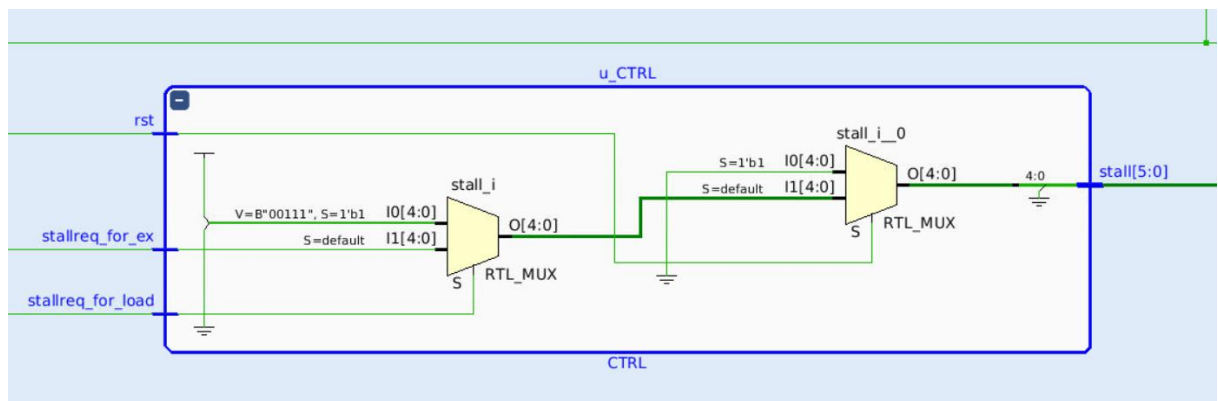 u_CTRL
rst
stall_i__0
S=1'b1 I0[4:0]
S=default I1[4:0]
O[4:0]
4:0
stall[5:0]
S
RTL_MUX
stall_i
V=B"00111", S=1'b1 I0[4:0]
S=default I1[4:0]
O[4:0]
S
RTL_MUX
stallreq_for_ex
stallreq_for_load
CTRL